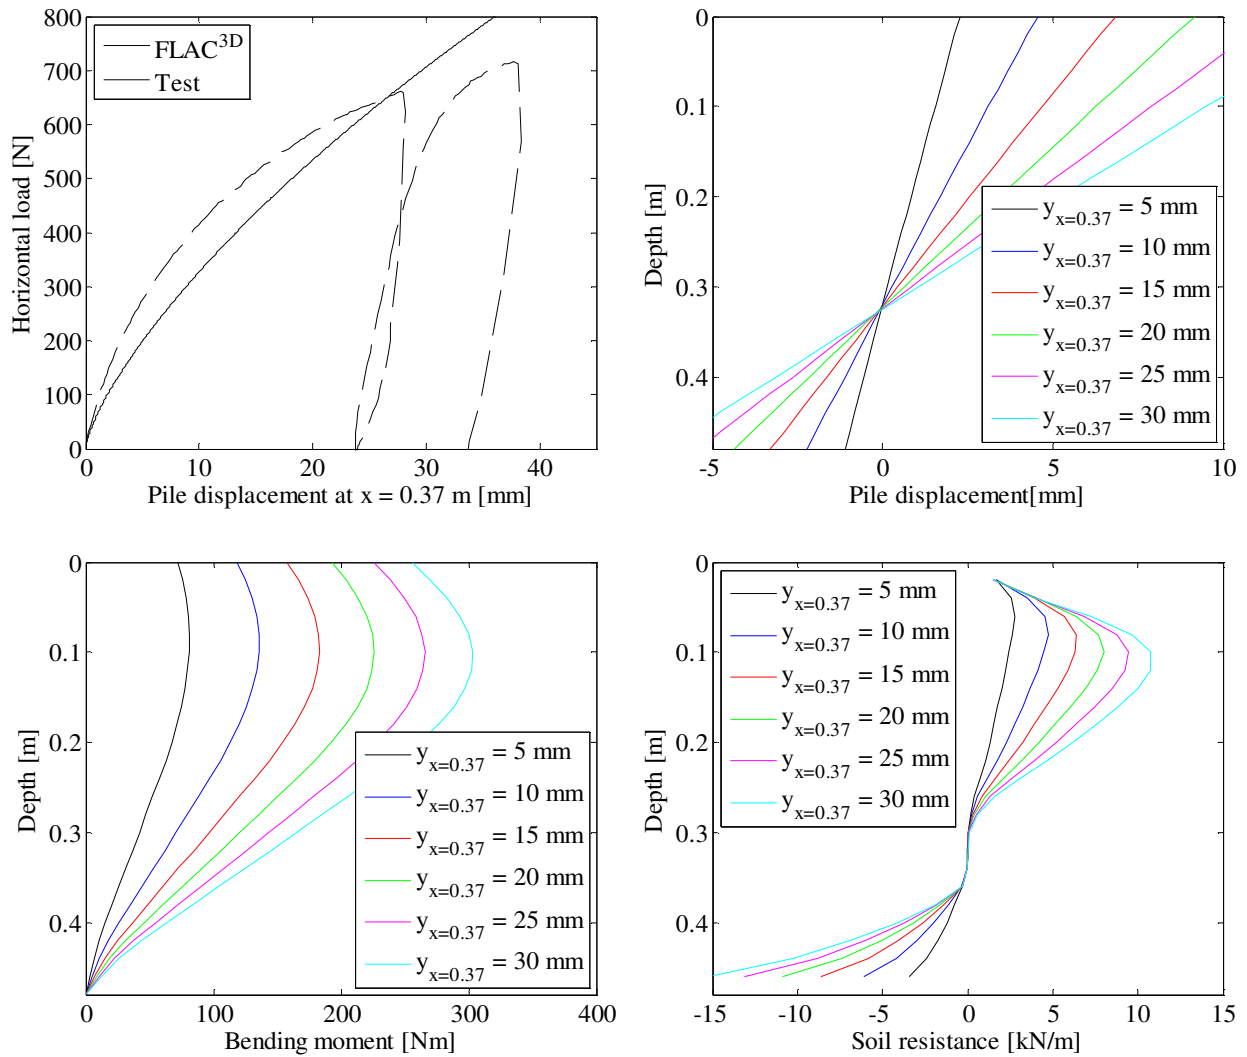 800
700
600
500
400
300
200
100
0
Horizontal load [N]
FLAC3D
Test
0 10 20 30 40
Pile displacement at x = 0.37 m [mm]
0
0.1
0.2
0.3
0.4
Depth [m]
yx=0.37 = 5 mm
yx=0.37 = 10 mm
yx=0.37 = 15 mm
yx=0.37 = 20 mm
yx=0.37 = 25 mm
yx=0.37 = 30 mm
-5 0 5 10
Pile displacement[mm]
0
0.1
0.2
0.3
0.4
Depth [m]
yx=0.37 = 5 mm
yx=0.37 = 10 mm
yx=0.37 = 15 mm
yx=0.37 = 20 mm
yx=0.37 = 25 mm
yx=0.37 = 30 mm
0 100 200 300 400
Bending moment [Nm]
0
0.1
0.2
0.3
0.4
Depth [m]
yx=0.37 = 5 mm
yx=0.37 = 10 mm
yx=0.37 = 15 mm
yx=0.37 = 20 mm
yx=0.37 = 25 mm
yx=0.37 = 30 mm
-15 -10 -5 0 5 10 15
Soil resistance [kN/m]